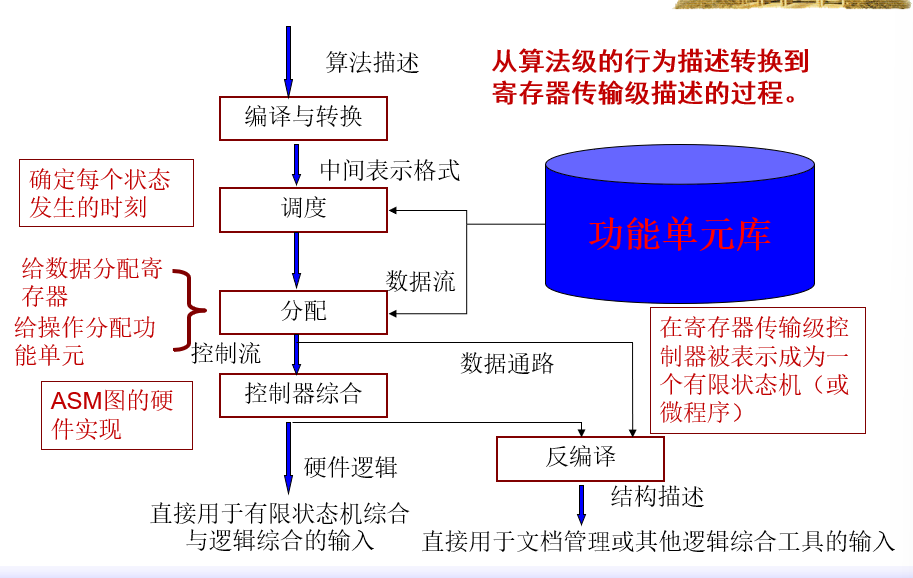 算法描述
从算法级的行为描述转换到
寄存器传输级描述的过程。
编译与转换
中间表示格式
确定每个状态
发生的时刻
调度
功能单元库
给数据分配寄
存器
数据流
分配
给操作分配功
能单元
控制流
数据通路
在寄存器传输级控
制器被表示成为一
个有限状态机（或
微程序）
ASM图的硬
件实现
控制器综合
反编译
硬件逻辑
结构描述
直接用于有限状态机综合
与逻辑综合的输入
直接用于文档管理或其他逻辑综合工具的输入